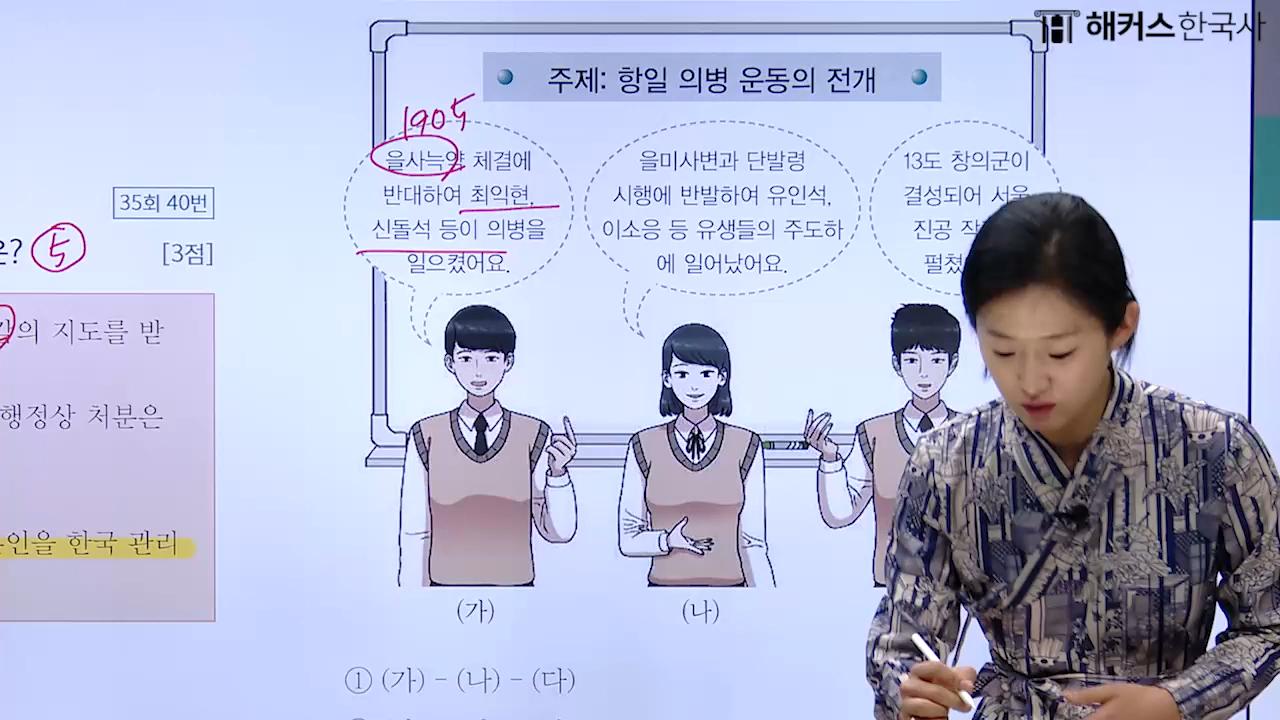 해커스한국사
주제: 항일 의병 운동의 전개
1905
을사늑약 체결에
반대하여 최익현,
신돌석 등이 의병을
일으켰어요.
을미사변과 단발령
시행에 반발하여 유인석,
이소응 등 유생들의 주도하
에 일어났어요.
13도 창의군이
결성되어 서울
진공
펼쳤
35회 40번
은? 5
[3점]
의 지도를 받
행정상 처분은
인을 한국 관리
(가)
(나)
① (가) - (나) - (다)